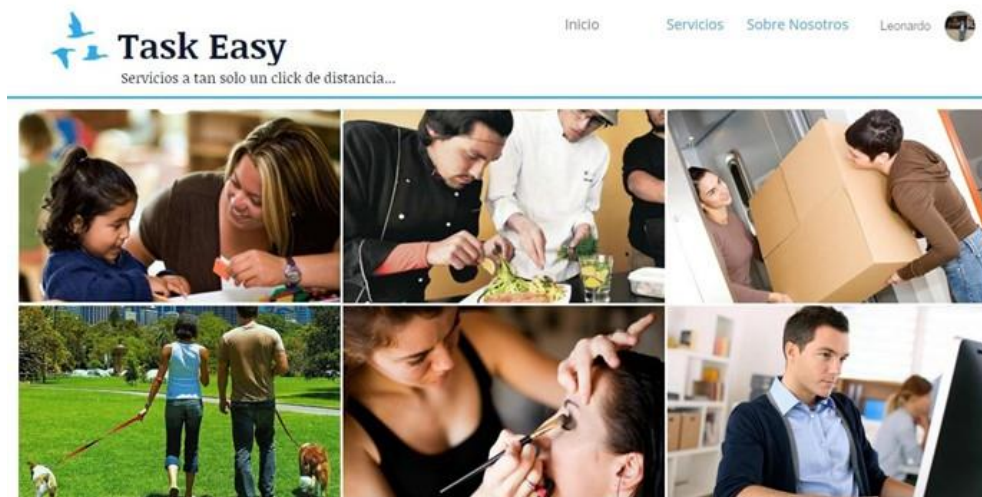 Task Easy
Servicios a tan solo un click de distancia...
Inicio Servicios Sobre Nosotros Leonardo